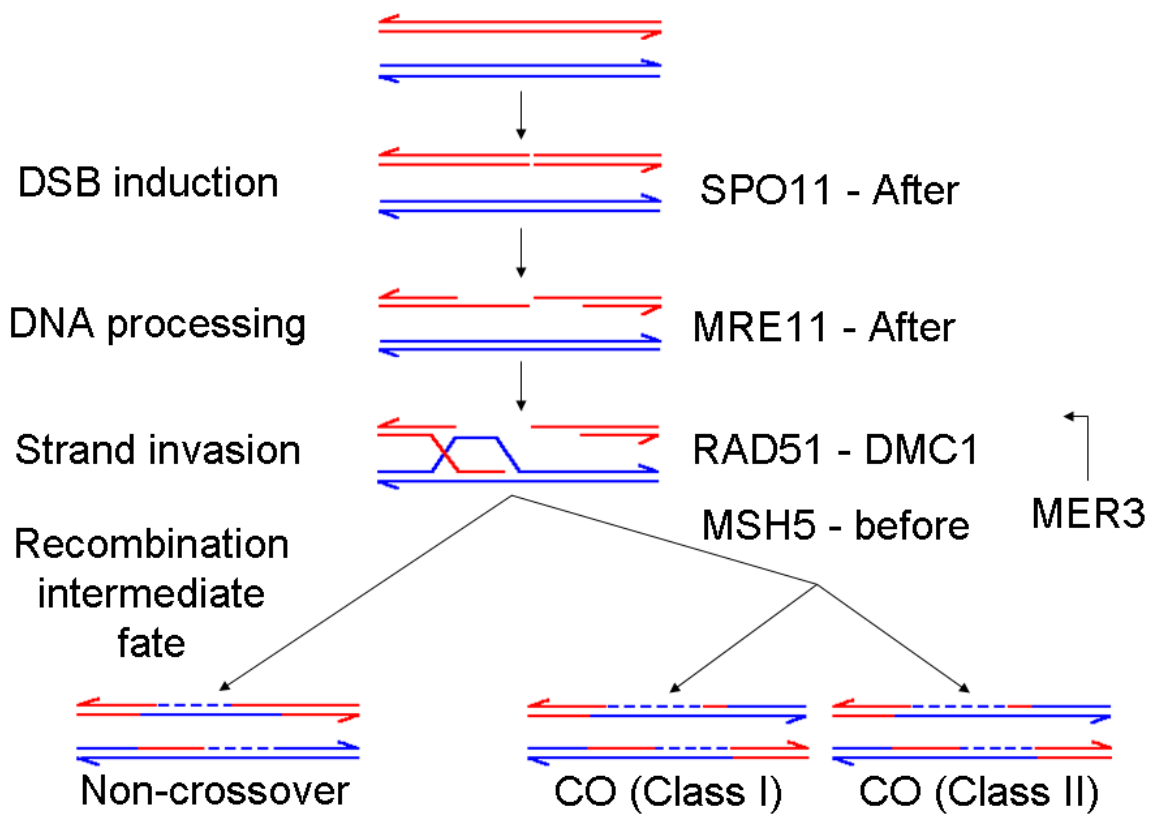 DSB induction
SPO11 - After
DNA processing
MRE11 - After
Strand invasion
RAD51 - DMC1
MSH5 - before
MER3
Recombination
intermediate
fate
Non-crossover
CO (Class I)
CO (Class II)